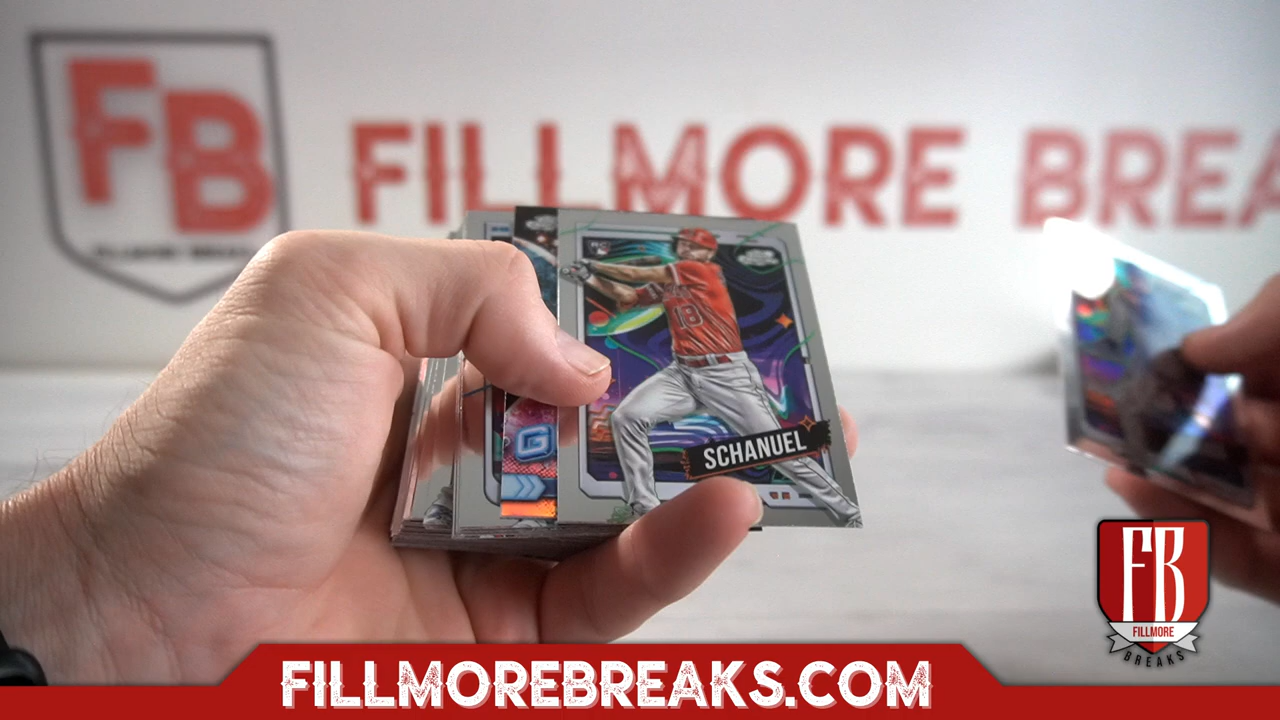 FB
FILLMORE BREA
RC
18
G
SCHANUEL
FB
FILLMORE
BREAKS
FILLMOREBREAKS.COM